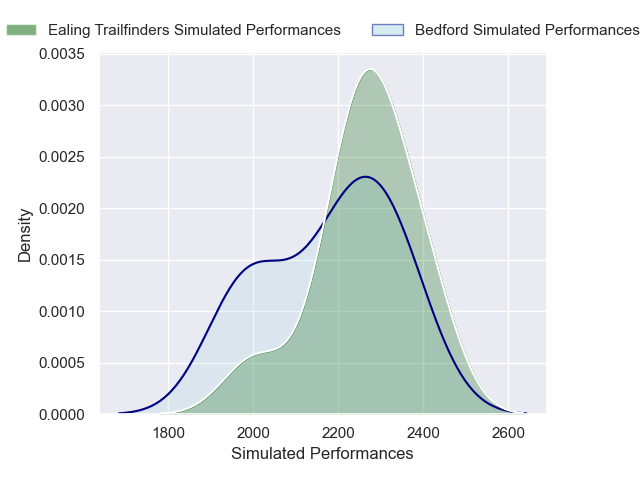 Ealing Trailfinders Simulated Performances
Bedford Simulated Performances
0.0035
0.0030
0.0025
0.0020
0.0015
0.0010
0.0005
0.0000
Density
1800 2000 2200 2400 2600
Simulated Performances